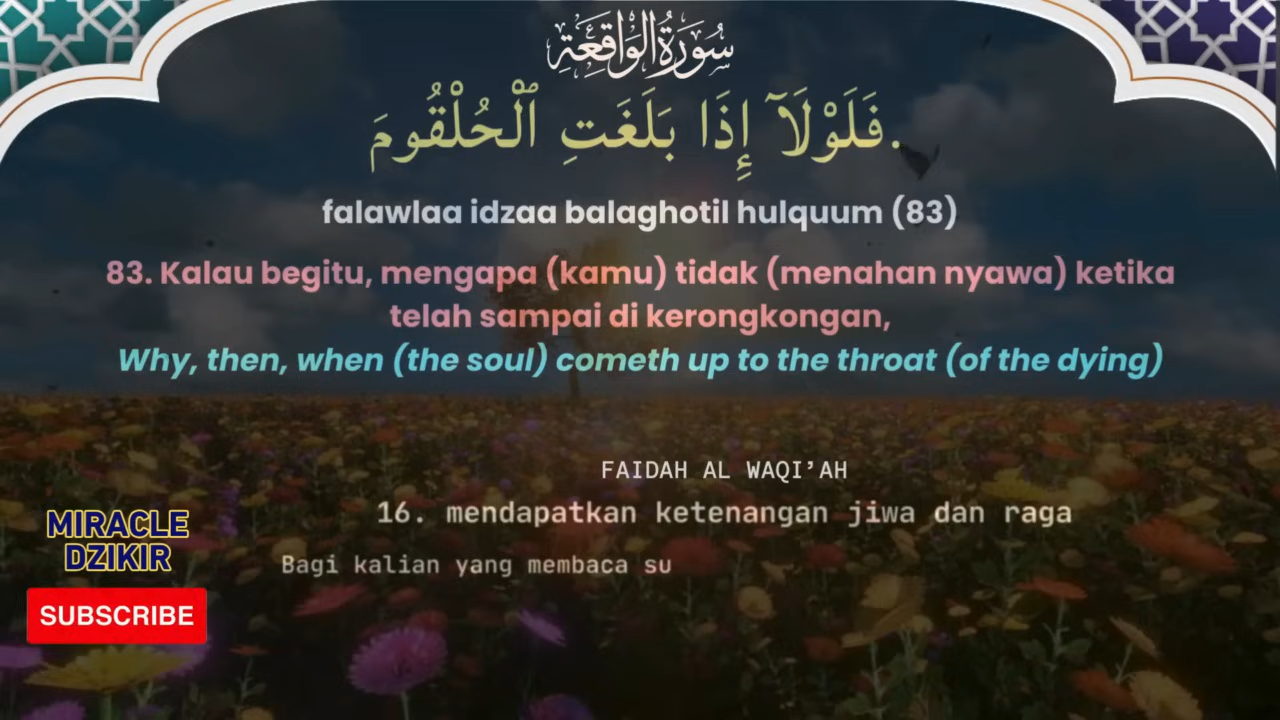 سُورَةُ الْوَاقِعَةِ
فَلَوْلَآ إِذَا بَلَغَتِ ٱلْحُلْقُومَ.
falawlaa idzaa balaghotil hulquum (83)
83. Kalau begitu, mengapa (kamu) tidak (menahan nyawa) ketika
telah sampai di kerongkongan,
Why, then, when (the soul) cometh up to the throat (of the dying)
FAIDAH AL WAQI’AH
16. mendapatkan ketenangan jiwa dan raga
Bagi kalian yang membaca su
MIRACLE
DZIKIR
SUBSCRIBE